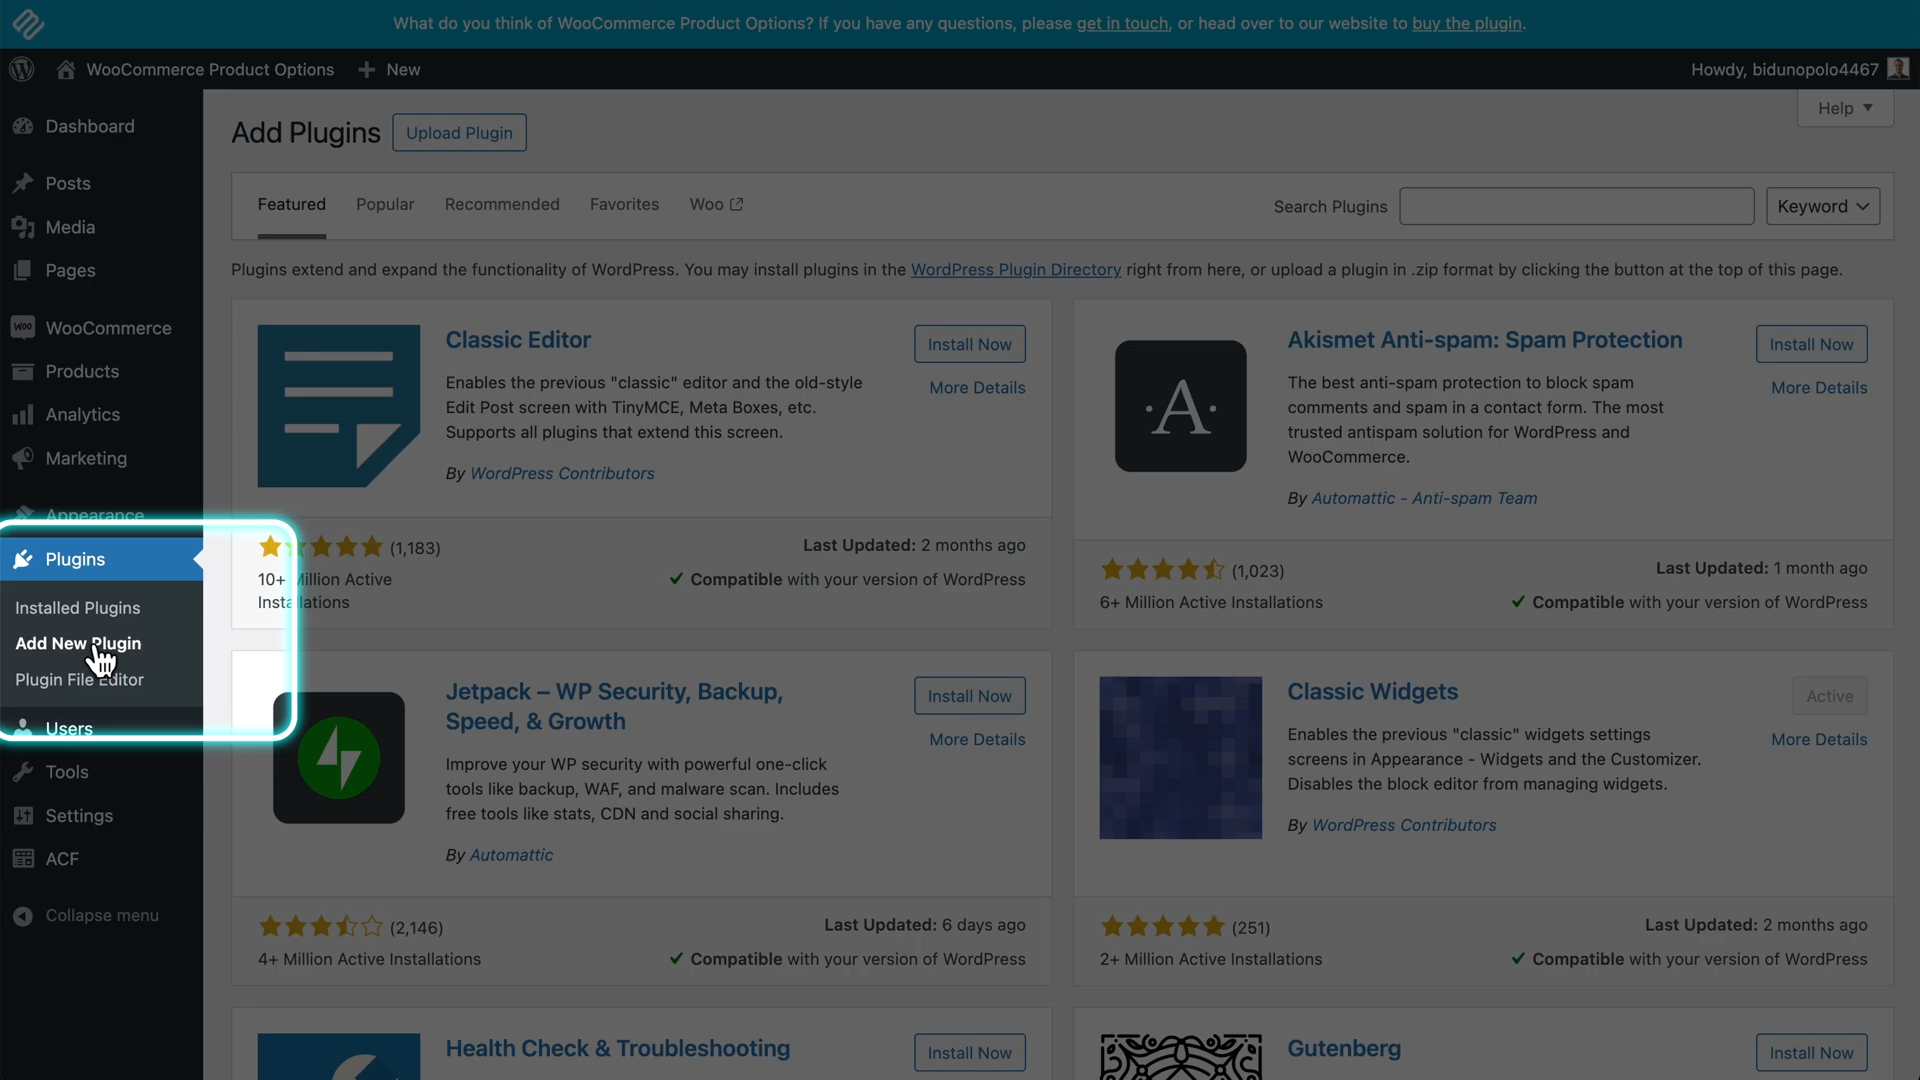 What do you think of WooCommerce Product Options? If you have any questions, please get in touch, or head over to our website to buy the plugin.
WooCommerce Product Options
New
Howdy, bidunopolo4467
Dashboard
Posts
Media
Pages
WOO
WooCommerce
Products
Analytics
Marketing
Appearance
Plugins
Installed Plugins
Add New Plugin
Plugin File Editor
Users
Tools
Settings
ACF
Collapse menu
Help
Add Plugins
Upload Plugin
Featured
Popular
Recommended
Favorites
Woo
Search Plugins
Keyword
Plugins extend and expand the functionality of WordPress. You may install plugins in the WordPress Plugin Directory right from here, or upload a plugin in .zip format by clicking the button at the top of this page.
Classic Editor
Install Now
More Details
Enables the previous "classic" editor and the old-style
Edit Post screen with TinyMCE, Meta Boxes, etc.
Supports all plugins that extend this screen.
By WordPress Contributors
(1,183)
Last Updated: 2 months ago
10+ Million Active
Installations
Compatible with your version of WordPress
·A·
Akismet Anti-spam: Spam Protection
Install Now
More Details
The best anti-spam protection to block spam
comments and spam in a contact form. The most
trusted antispam solution for WordPress and
WooCommerce.
By Automattic - Anti-spam Team
(1,023)
Last Updated: 1 month ago
6+ Million Active Installations
Compatible with your version of WordPress
Jetpack – WP Security, Backup,
Speed, & Growth
Install Now
More Details
Improve your WP security with powerful one-click
tools like backup, WAF, and malware scan. Includes
free tools like stats, CDN and social sharing.
By Automattic
(2,146)
Last Updated: 6 days ago
4+ Million Active Installations
Compatible with your version of WordPress
Classic Widgets
Active
More Details
Enables the previous "classic" widgets settings
screens in Appearance - Widgets and the Customizer.
Disables the block editor from managing widgets.
By WordPress Contributors
(251)
Last Updated: 2 months ago
2+ Million Active Installations
Compatible with your version of WordPress
Health Check & Troubleshooting
Install Now
Gutenberg
Install Now